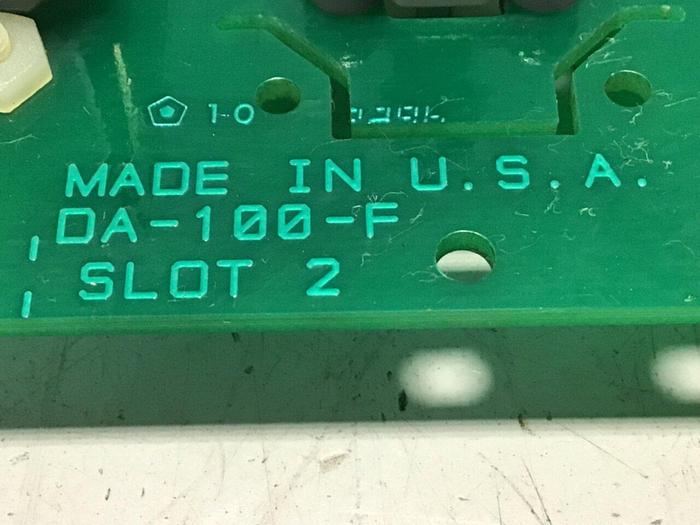 1-0
MADE IN U.S.A.
DA-100-F
SLOT 2